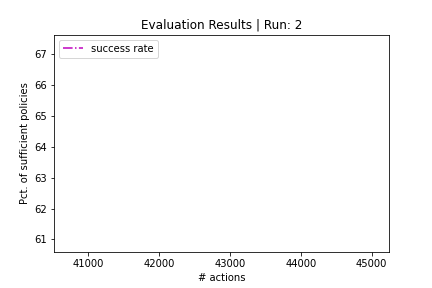 Evaluation Results | Run: 2
success rate
Pct. of sufficient policies
67
66
65
64
63
62
61
41000 42000 43000 44000 45000
# actions